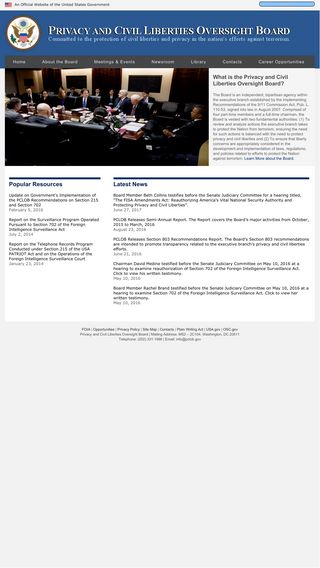 An Official Website of the United States Government
PRIVACY AND CIVIL LIBERTIES OVERSIGHT BOARD
Committed to the protection of civil liberties and privacy in the nation's efforts against terrorism.
Home
About the Board
Meetings & Events
Newsroom
Library
Contacts
Career Opportunities
What is the Privacy and Civil
Liberties Oversight Board?
The Board is an independent, bipartisan agency within
the executive branch established by the Implementing
Recommendations of the 9/11 Commission Act, Pub. L.
110-53, signed into law in August 2007. Comprised of
four part-time members and a full-time chairman, the
Board is vested with two fundamental authorities: (1) To
review and analyze actions the executive branch takes
to protect the Nation from terrorism, ensuring the need
for such actions is balanced with the need to protect
privacy and civil liberties and (2) To ensure that liberty
concerns are appropriately considered in the
development and implementation of laws, regulations,
and policies related to efforts to protect the Nation
against terrorism. Learn More about the Board.
Popular Resources
Update on Government's Implementation of
the PCLOB Recommendations on Section 215
and Section 702
February 5, 2016
Report on the Surveillance Program Operated
Pursuant to Section 702 of the Foreign
Intelligence Surveillance Act
July 2, 2014
Report on the Telephone Records Program
Conducted under Section 215 of the USA
PATRIOT Act and on the Operations of the
Foreign Intelligence Surveillance Court
January 23, 2014
Latest News
Board Member Beth Collins testifies before the Senate Judiciary Committee for a hearing titled,
"The FISA Amendments Act: Reauthorizing America's Vital National Security Authority and
Protecting Privacy and Civil Liberties".
June 27, 2017
PCLOB Releases Semi-Annual Report. The Report covers the Board's major activities from October,
2015 to March, 2016
August 23, 2016
PCLOB Releases Section 803 Recommendations Report. The Board's Section 803 recommendations
are intended to promote transparency related to the executive branch's privacy and civil liberties
efforts.
June 21, 2016
Chairman David Medine testified before the Senate Judiciary Committee on May 10, 2016 at a
hearing to examine reauthorization of Section 702 of the Foreign Intelligence Surveillance Act.
Click to view his written testimony.
May 10, 2016
Board Member Rachel Brand testified before the Senate Judiciary Committee on May 10, 2016 at a
hearing to examine Section 702 of the Foreign Intelligence Surveillance Act. Click to view her
written testimony.
May 10, 2016
FOIA | Opportunities | Privacy Policy | Site Map | Contacts | Plain Writing Act | USA.gov | OSC.gov
Privacy and Civil Liberties Oversight Board | Mailing Address: MS2 – 2C104, Washington, DC 20511
Telephone: (202) 331-1986 | Email: info@pclob.gov